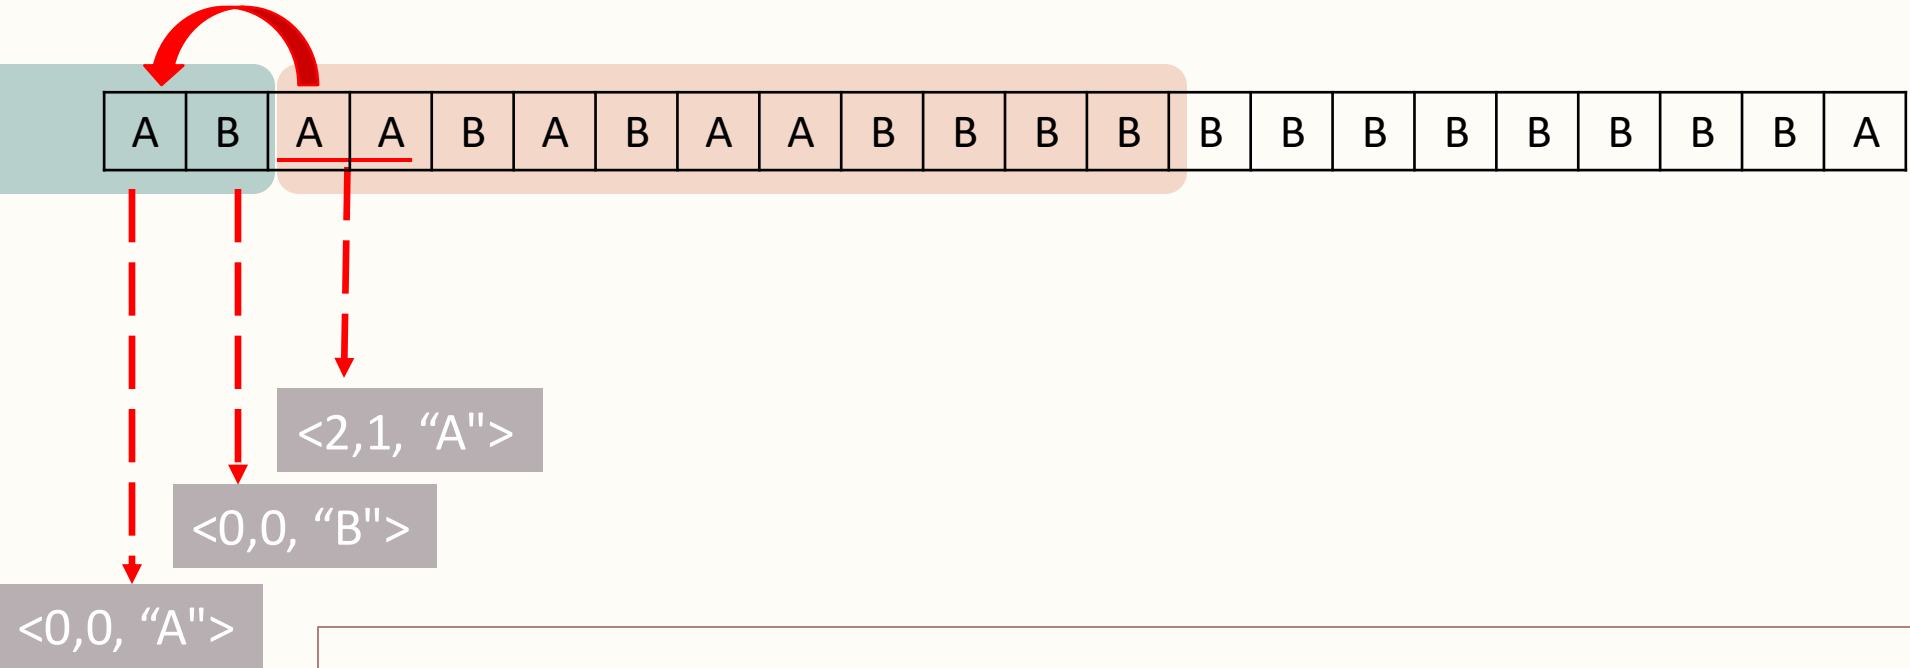 A B A A B A B A A B B B B B B B B B B B B A
<2,1, “A">
<0,0, “B">
<0,0, “A">